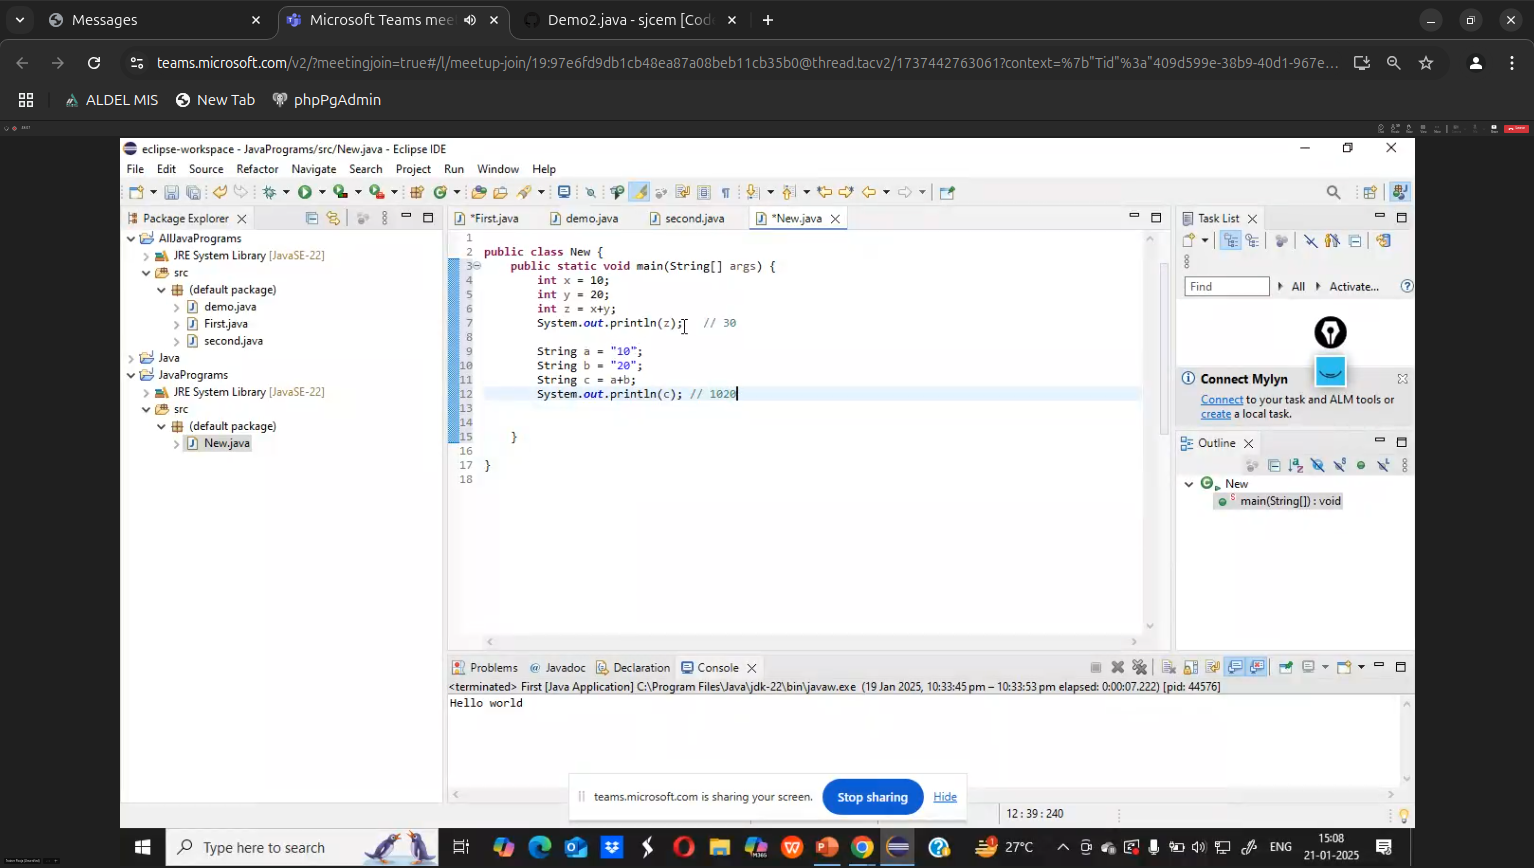 Messages
Microsoft Teams mee
Demo2.java - sjcem [Cod
teams.microsoft.com/v2/?meetingjoin=true#/l/meetup-join/19:97e6fd9db1cb48ea87a08beb11cb35b0@thread.tacv2/1737442763061?context=%7b"Tid"%3a"409d599e-38b9-40d1-967e...
ALDEL MIS
New Tab
phpPgAdmin
eclipse-workspace - JavaPrograms/src/New.java - Eclipse IDE
File Edit Source Refactor Navigate Search Project Run Window Help
Package Explorer
AllJavaPrograms
JRE System Library [JavaSE-22]
src
(default package)
demo.java
First.java
second.java
Java
JavaPrograms
JRE System Library [JavaSE-22]
src
(default package)
New.java
*First.java
demo.java
second.java
*New.java
1
2 public class New {
3 public static void main(String[] args) {
4 int x = 10;
5 int y = 20;
6 int z = x+y;
7 System.out.println(z); // 30
8
9 String a = "10";
10 String b = "20";
11 String c = a+b;
12 System.out.println(c); // 1020
13
14
15 }
16
17 }
18
Task List
Find
All
Activate...
Connect Mylyn
Connect to your task and ALM tools or
create a local task.
Outline
New
main(String[]) : void
Problems
Javadoc
Declaration
Console
<terminated> First [Java Application] C:\Program Files\Java\jdk-22\bin\javaw.exe (19 Jan 2025, 10:33:45 pm – 10:33:53 pm elapsed: 0:00:07.222) [pid: 44576]
Hello world
teams.microsoft.com is sharing your screen.
Stop sharing
Hide
12 : 39 : 240
Type here to search
27°C
ENG
15:08
21-01-2025